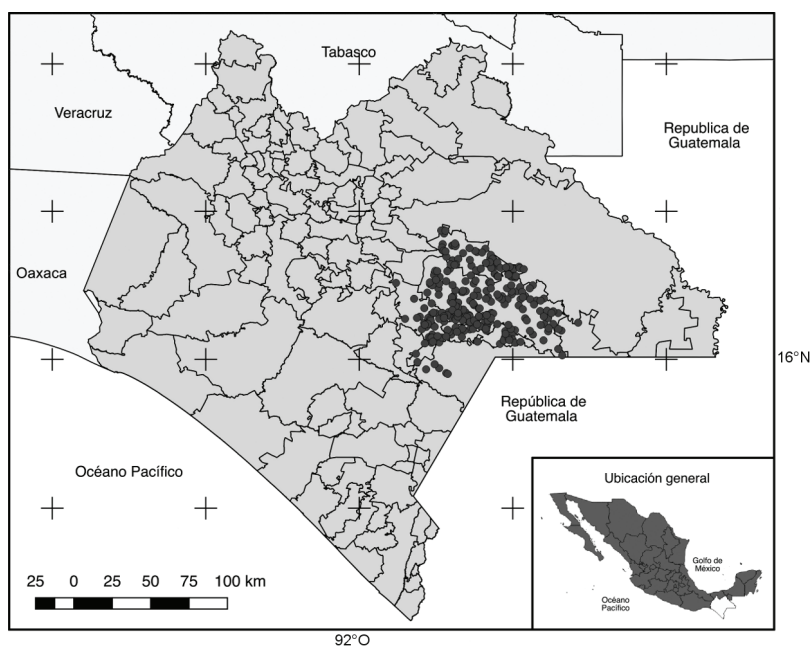 Tabasco
Veracruz
Republica de
Guatemala
Oaxaca
16°N
Repúblíca de
Guatemala
Océano Pacífico
Ubicación general
Golfo de
México
Océano
Pacífico
25 0 25 50 75 100 km
92°O